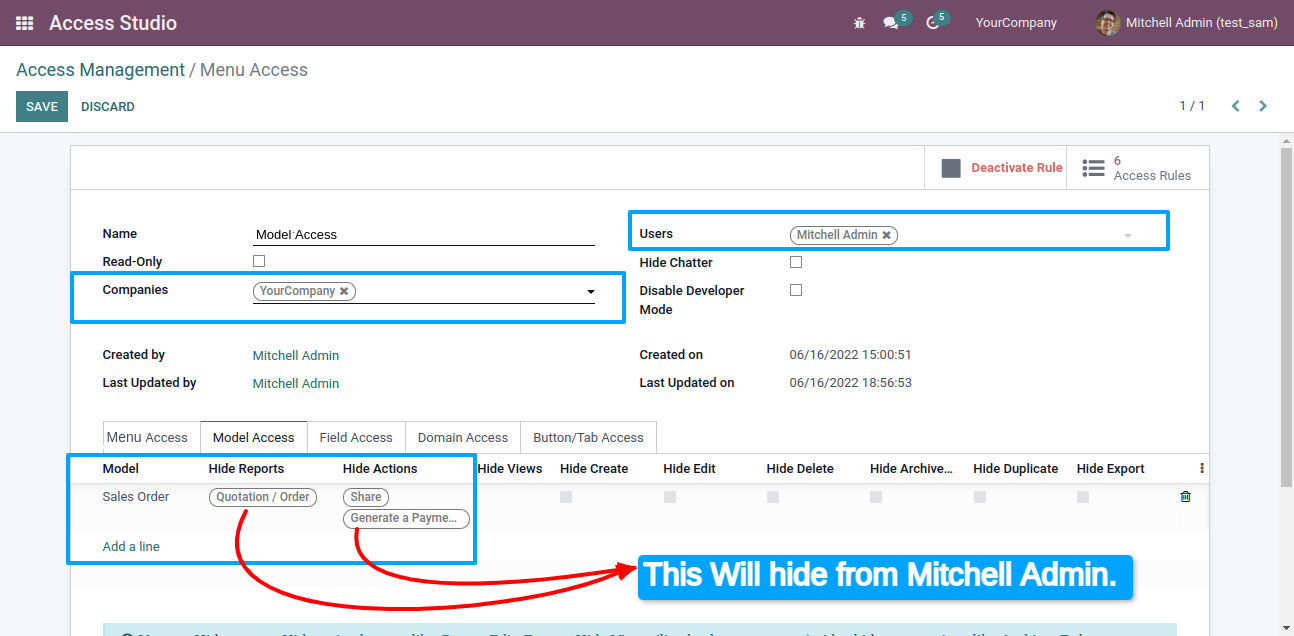 Access Studio
5
5
YourCompany
Mitchell Admin (test_sam)
Access Management / Menu Access
SAVE
DISCARD
1 / 1
Deactivate Rule
6
Access Rules
Name
Model Access
Users
Mitchell Admin ✖
Read-Only
Hide Chatter
Companies
YourCompany ✖
Disable Developer
Mode
Created by
Mitchell Admin
Created on
06/16/2022 15:00:51
Last Updated by
Mitchell Admin
Last Updated on
06/16/2022 18:56:53
Menu Access
Model Access
Field Access
Domain Access
Button/Tab Access
Model
Hide Reports
Hide Actions
Hide Views
Hide Create
Hide Edit
Hide Delete
Hide Archive...
Hide Duplicate
Hide Export
Sales Order
Quotation / Order
Share
Generate a Payme...
Add a line
This Will hide from Mitchell Admin.